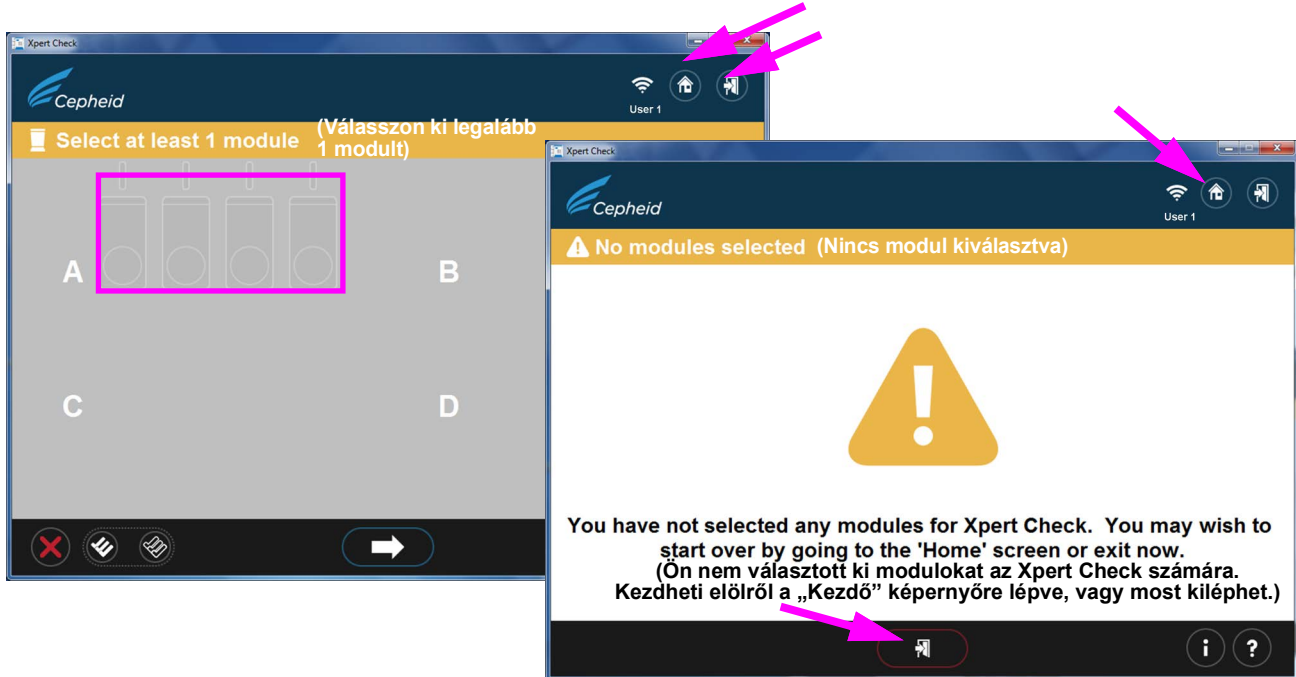 Xpert Check
Cepheid
User 1
Select at least 1 module (Válasszon ki legalább
1 modult)
A
B
C
D
Xpert Check
Cepheid
User 1
No modules selected (Nincs modul kiválasztva)
You have not selected any modules for Xpert Check. You may wish to
start over by going to the 'Home' screen or exit now.
(Ön nem választott ki modulokat az Xpert Check számára.
Kezdheti elölről a „Kezdő” képernyőre lépve, vagy most kiléphet.)
i ?